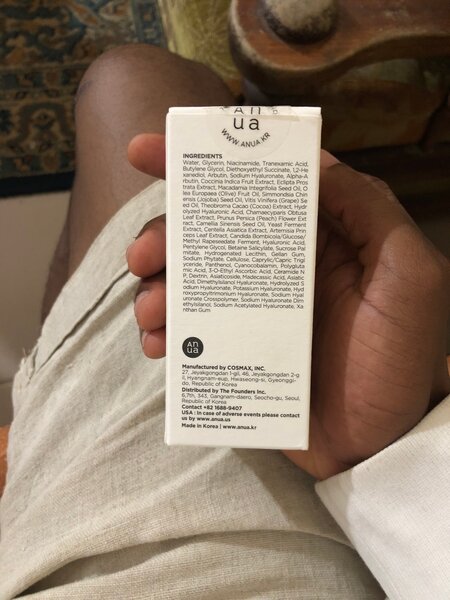 An
ua
WWW.ANUA.KR
INGREDIENTS
Water, Glycerin, Niacinamide, Tranexamic Acid,
Butylene Glycol, Diethoxyethyl Succinate, 1,2-He
xanediol, Arbutin, Sodium Hyaluronate, Alpha-A
rbutin, Coccinia Indica Fruit Extract, Eclipta Pros
trata Extract, Macadamia Integrifolia Seed Oil, O
lea Europaea (Olive) Fruit Oil, Simmondsia Chin
ensis (Jojoba) Seed Oil, Vitis Vinifera (Grape) Se
ed Oil, Theobroma Cacao (Cocoa) Extract, Hydr
olyzed Hyaluronic Acid, Chamaecyparis Obtusa
Leaf Extract, Prunus Persica (Peach) Flower Ext
ract, Camellia Sinensis Seed Oil, Yeast Ferment
Extract, Centella Asiatica Extract, Artemisia Prin
ceps Leaf Extract, Candida Bombicola/Glucose/
Methyl Rapeseedate Ferment, Hyaluronic Acid,
Pentylene Glycol, Betaine Salicylate, Sucrose Pal
mitate, Hydrogenated Lecithin, Gellan Gum,
Sodium Phytate, Cellulose, Caprylic/Capric Trigl
yceride, Panthenol, Cyanocobalamin, Polygluta
mic Acid, 3-O-Ethyl Ascorbic Acid, Ceramide N
P, Dextrin, Asiaticoside, Madecassic Acid, Asiatic
Acid, Dimethylsilanol Hyaluronate, Hydrolyzed S
odium Hyaluronate, Potassium Hyaluronate, Hyd
roxypropyltrimonium Hyaluronate, Sodium Hyal
uronate Crosspolymer, Sodium Hyaluronate Dim
ethylsilanol, Sodium Acetylated Hyaluronate, Xa
nthan Gum
An
ua
Manufactured by COSMAX, INC.
27, Jeyakgongdan 1-gil, 46, Jeyakgongdan 2-g
il, Hyangnam-eup, Hwaseong-si, Gyeonggi-
do, Republic of Korea
Distributed by The Founders Inc.
6,7th, 343, Gangnam-daero, Seocho-gu, Seoul,
Republic of Korea
Contact +82 1688-9407
USA : In case of adverse events please contact
us by www.anua.us
Made in Korea | www.anua.kr